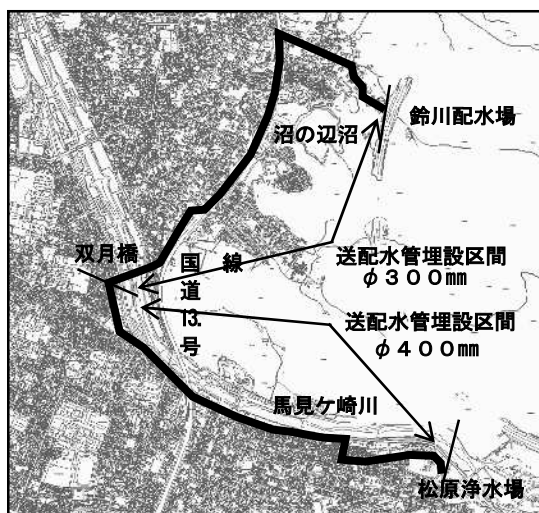 鈴川配水場
沼の辺沼
双月橋
国道13.号線
送配水管埋設区間
φ300㎜
送配水管埋設区間
φ400㎜
馬見ケ崎川
松原浄水場